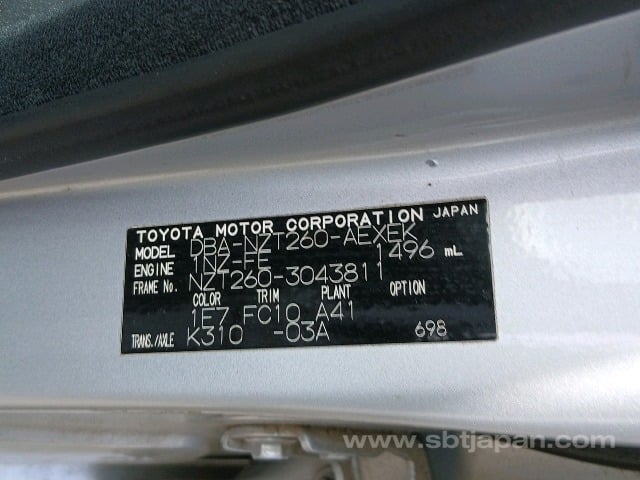 TOYOTA MOTOR CORPORATION JAPAN
MODEL DBA-NZT260-AEXEK
ENGINE 1NZ-FE 1496 mL
FRAME No. NZT260-3043811
COLOR TRIM PLANT OPTION
1E7 FC10 A41
TRANS./AXLE K310 -03A 698
www.sbtjapan.com